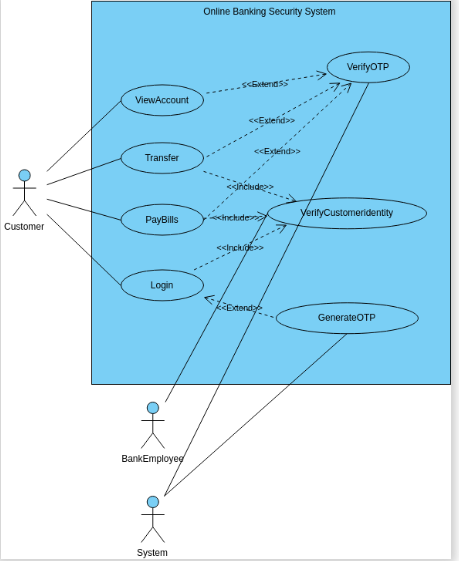 Online Banking Security System
VerifyOTP
<<Extend>>
ViewAccount
<<Extend>>
Transfer
<<Extend>>
<<Include>>
VerifyCustomerIdentity
PayBills
<<Include>>
Customer
<<Include>>
Login
<<Extend>>
GenerateOTP
BankEmployee
System